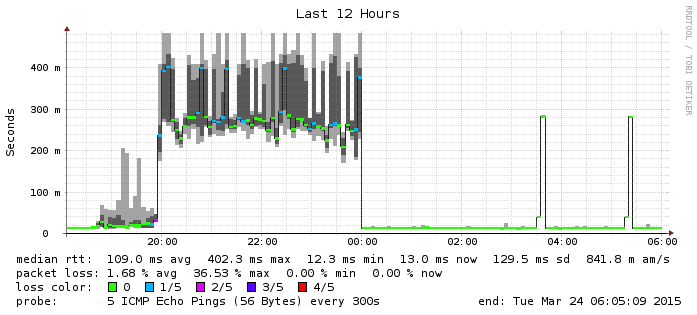 Last 12 Hours
RRDTOOL / TOBI OETIKER
Seconds
400 m
300 m
200 m
100 m
0
20:00 22:00 00:00 02:00 04:00 06:00
median rtt: 109.0 ms avg 402.3 ms max 12.3 ms min 13.0 ms now 129.5 ms sd 841.8 m am/s
packet loss: 1.68 % avg 36.53 % max 0.00 % min 0.00 % now
loss color: 0 1/5 2/5 3/5 4/5
probe: 5 ICMP Echo Pings (56 Bytes) every 300s end: Tue Mar 24 06:05:09 2015